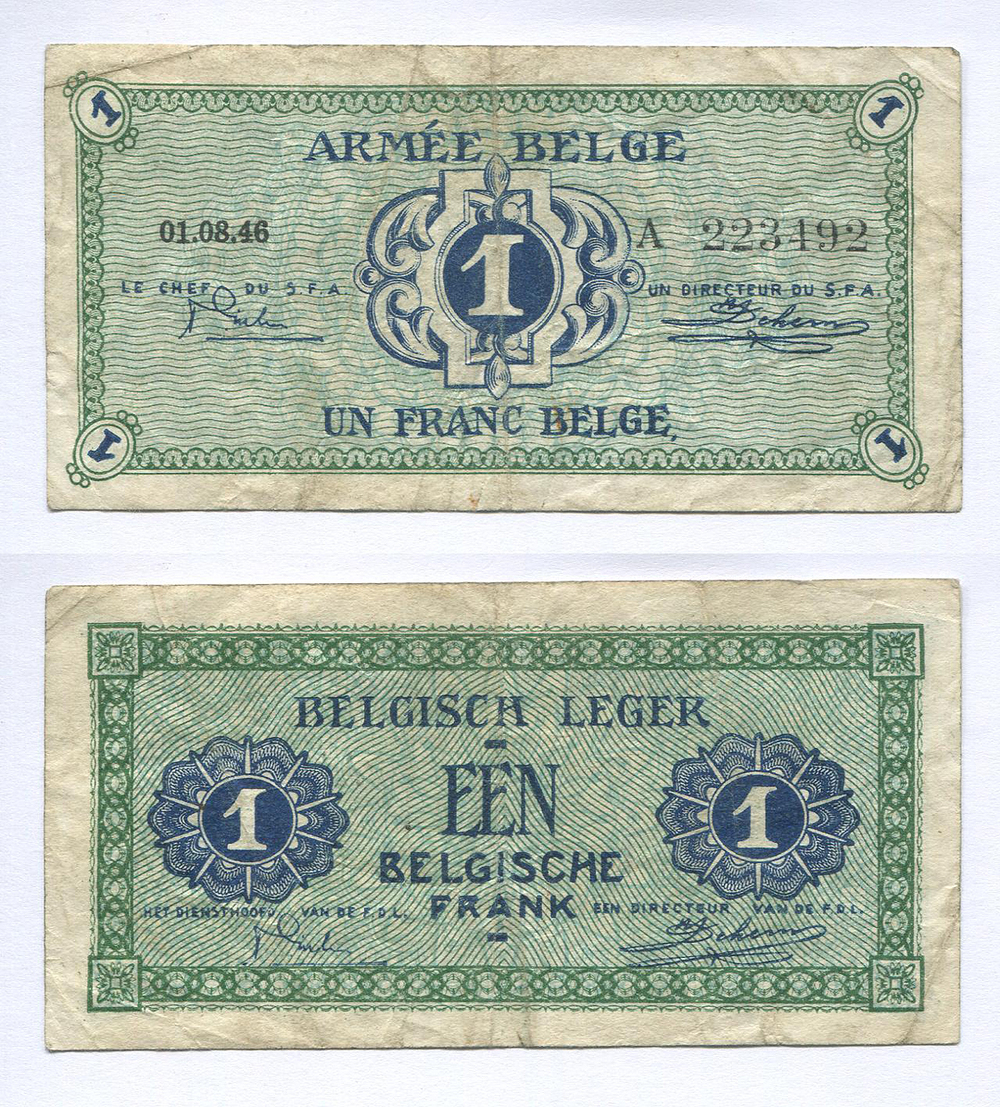 1 1
ARMÉE BELGE
01.08.46 1 A 223492
LE CHEF DU S.F.A. UN DIRECTEUR DU S.F.A.
UN FRANC BELGE,
1 1
BELGISCH LEGER
EEN
1 1
BELGISCHE
FRANK
HET DIENSTHOOFD VAN DE F.D.L. EEN DIRECTEUR VAN DE F.D.L.